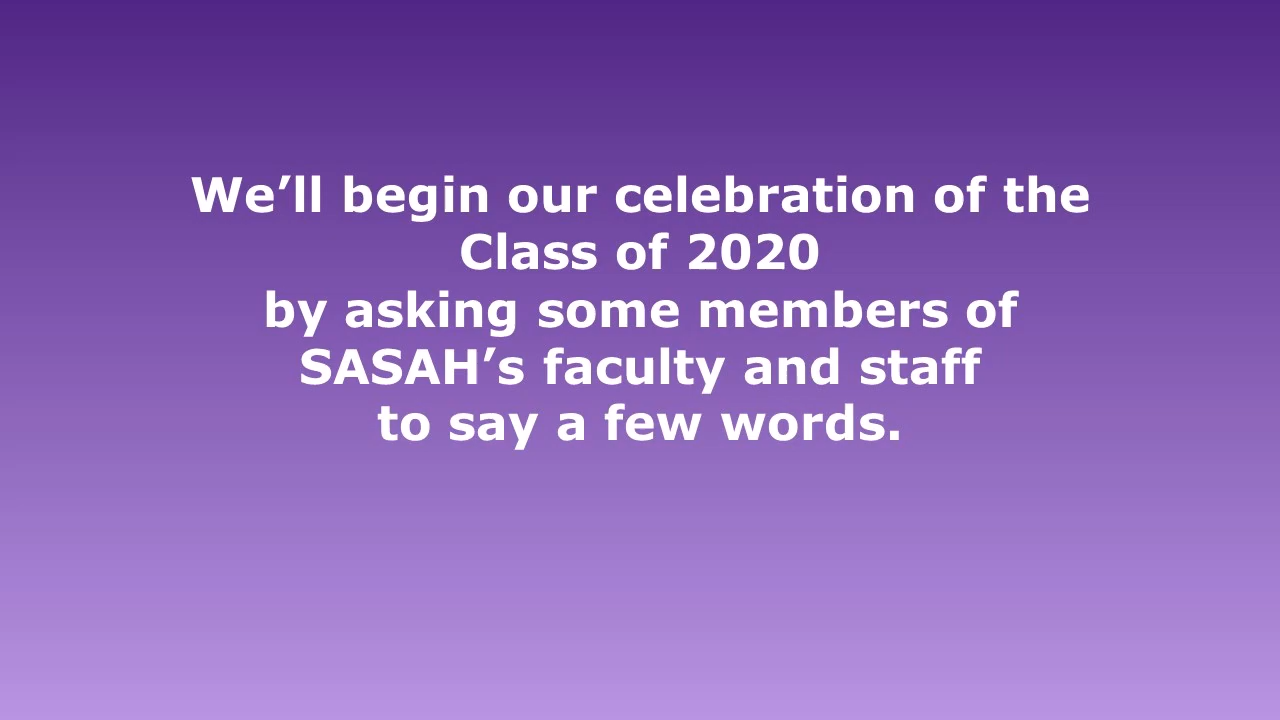 We’ll begin our celebration of the
Class of 2020
by asking some members of
SASAH’s faculty and staff
to say a few words.